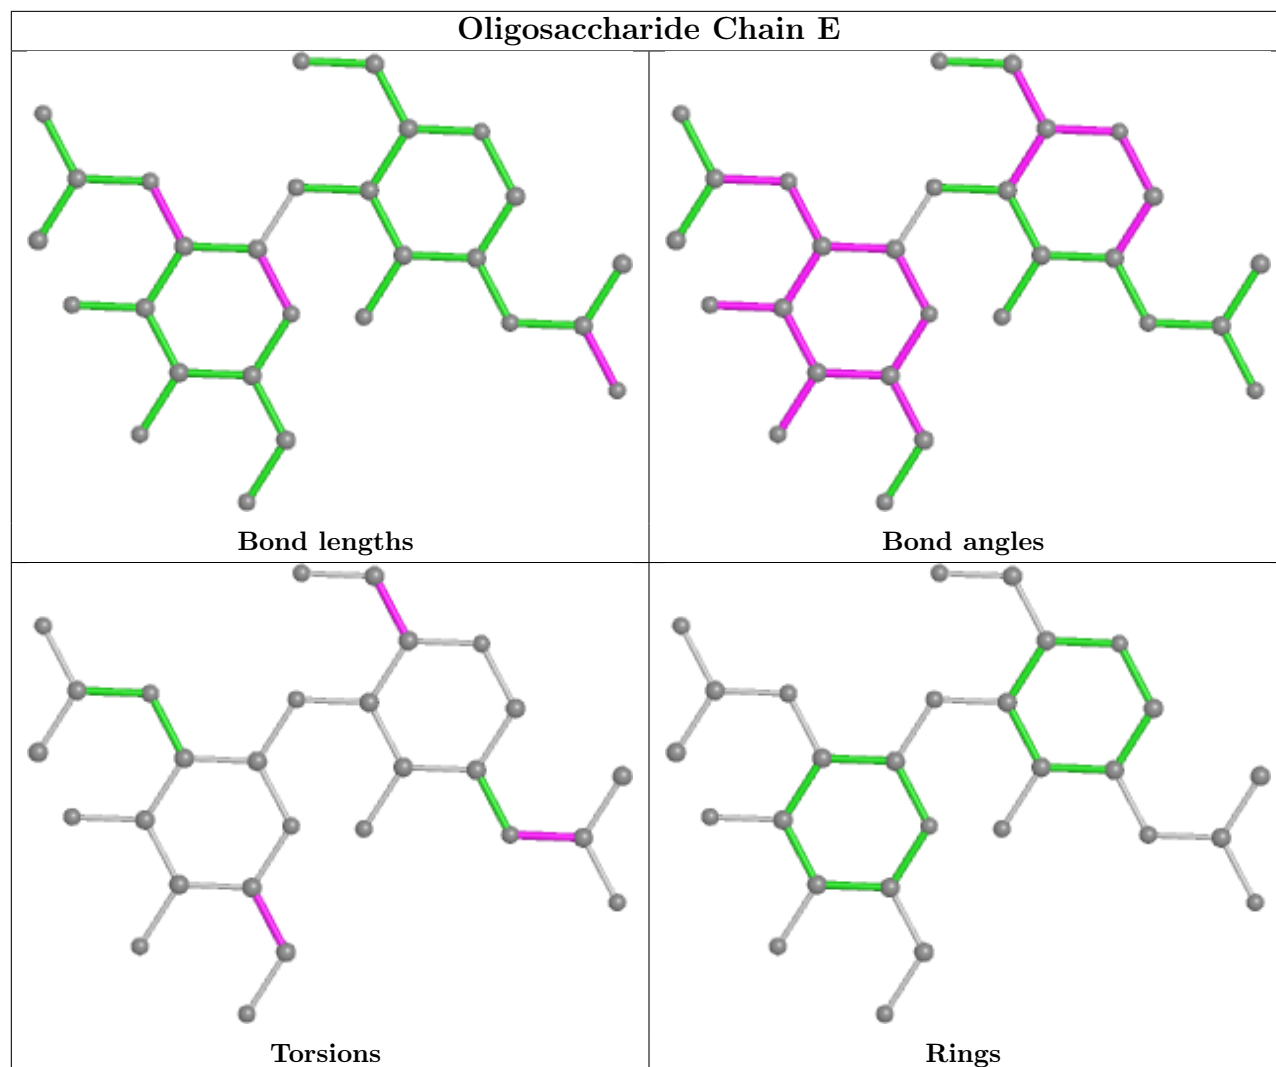 Oligosaccharide Chain E
Bond lengths
Bond angles
Torsions
Rings